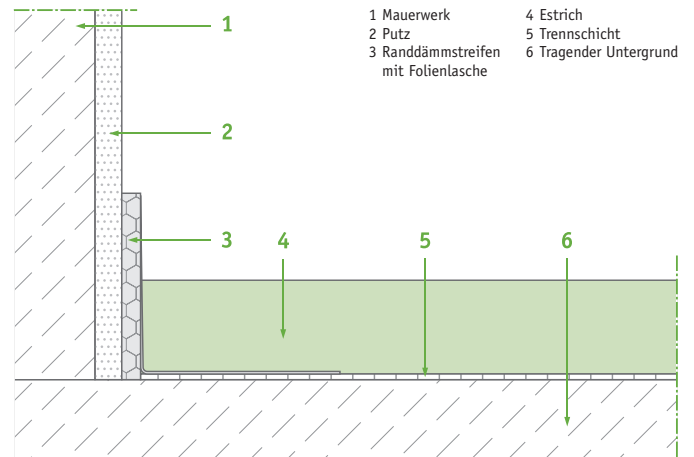 1 Mauerwerk
2 Putz
3 Randdämmstreifen
mit Folienlasche
4 Estrich
5 Trennschicht
6 Tragender Untergrund
1
2
3
4
5
6